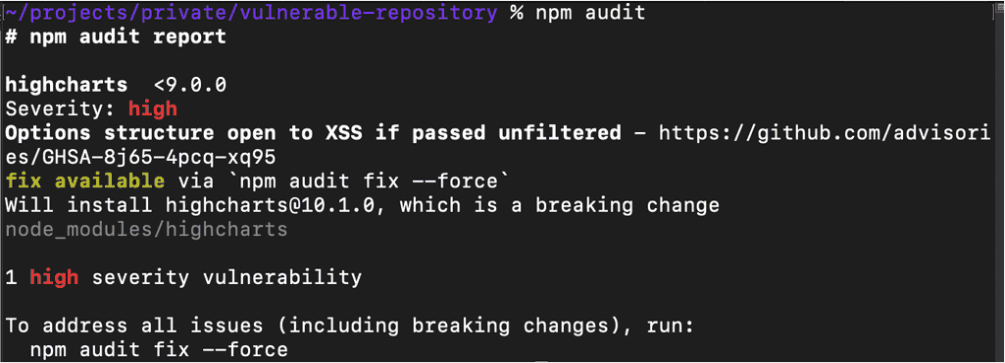 ~/projects/private/vulnerable-repository % npm audit
# npm audit report
highcharts  <9.0.0
Severity: high
Options structure open to XSS if passed unfiltered - https://github.com/advisori
es/GHSA-8j65-4pcq-xq95
fix available via `npm audit fix --force`
Will install highcharts@10.1.0, which is a breaking change
node_modules/highcharts
1 high severity vulnerability
To address all issues (including breaking changes), run:
  npm audit fix --force